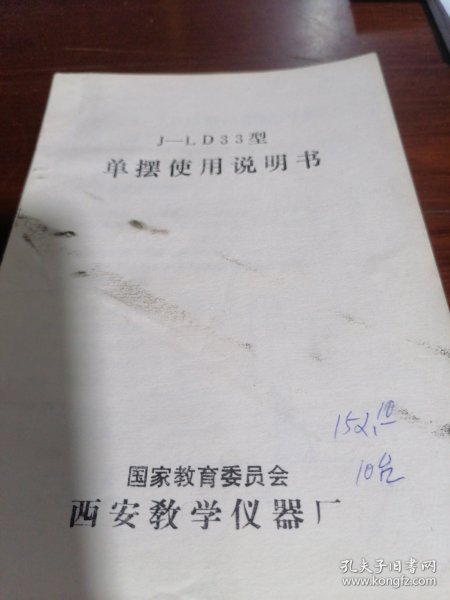 J—LD33型
单摆使用说明书
152.10
10台
国家教育委员会
西安教学仪器厂
孔夫子旧书网
www.kongfz.com